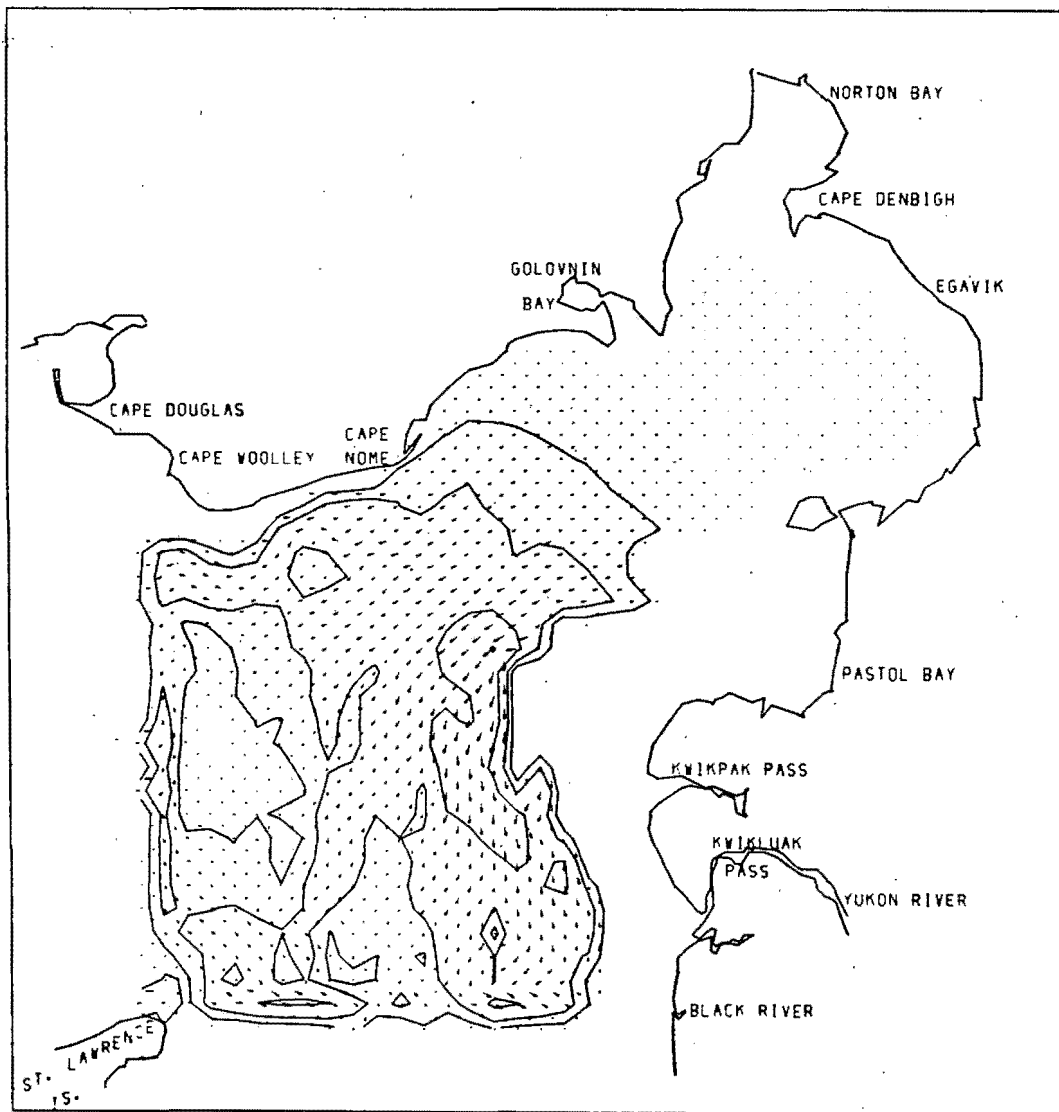 NORTON BAY
CAPE DENBIGH
GOLOVNIN
BAY
EGAVIK
CAPE DOUGLAS
CAPE
NOME
CAPE WOOLLEY
PASTOL BAY
KWIKPAK PASS
KWIKLUAK
PASS
YUKON RIVER
BLACK RIVER
ST. LAWRENCE
IS.